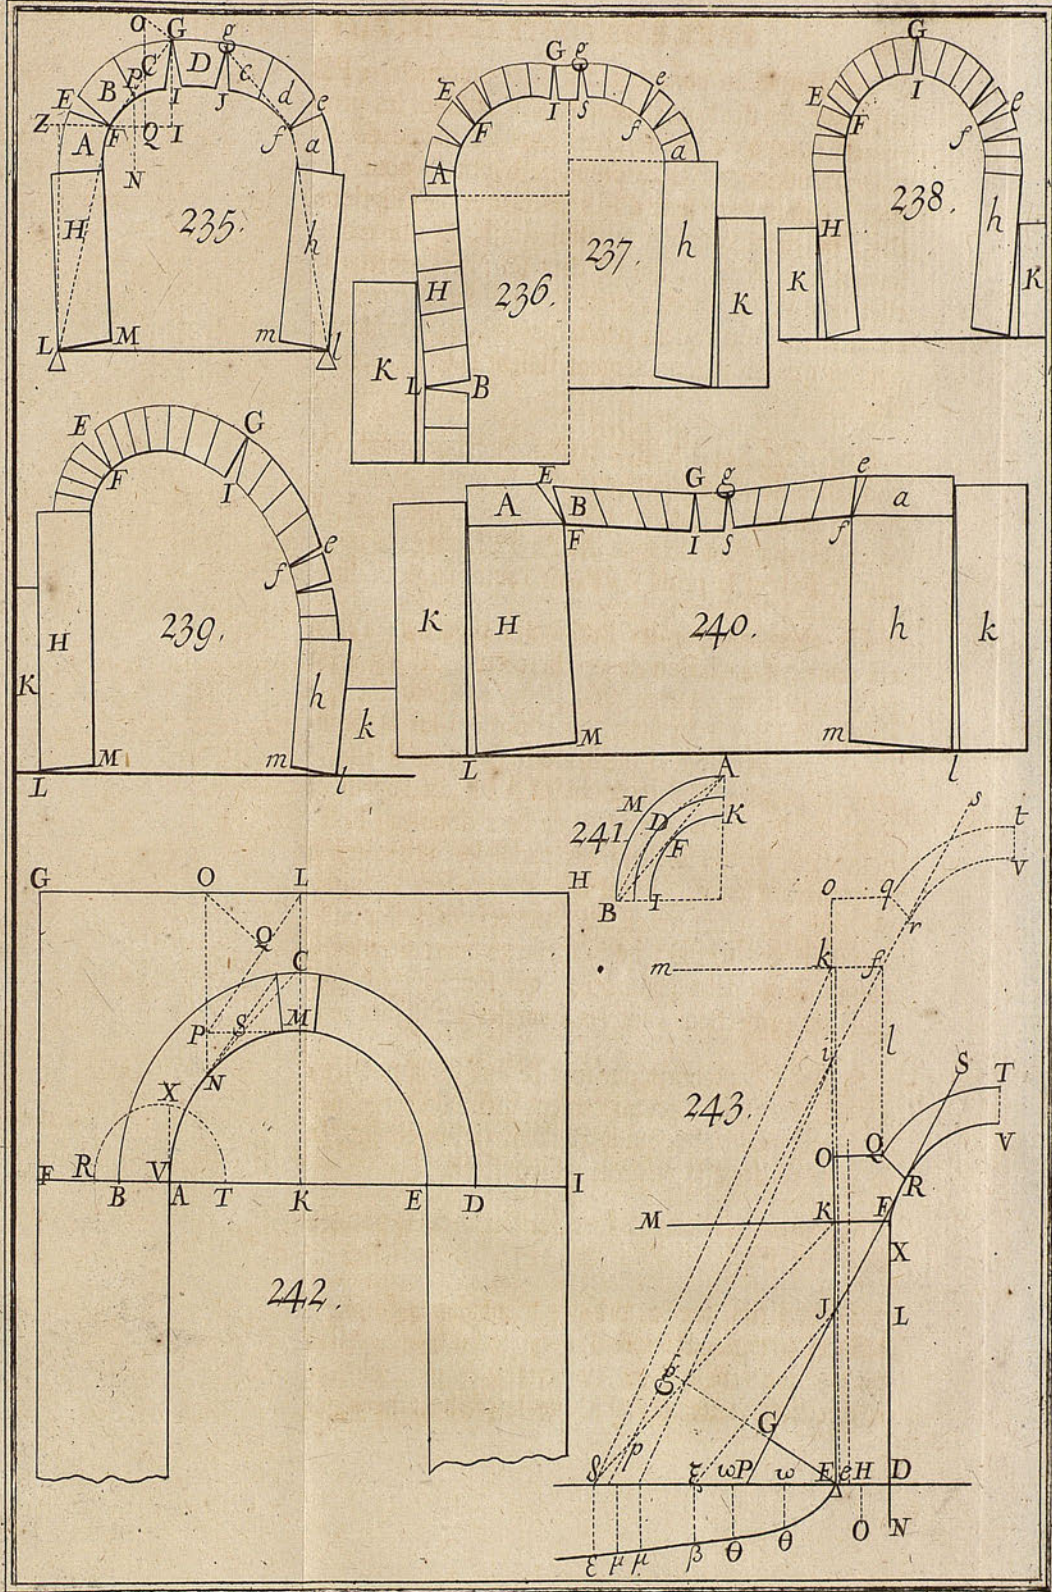 O G g
E B P C D c d e
Z F Q I I J f a
A N
H 235. h
L M m l
G g
E F I S f e
A a
H 236. 237. h
K L B K
G
E F I f e
H 238. h
K K
E G
F I
f e
H 239. h
K k
L M m l
E G g e
A B a
F I S f
K H 240. h k
M m
L l
A
M D K
241. F
B I
G O L H
Q
C
P S M
N
X
F R B V A T K E D I
242.
s t
v
o q r
m k f
i l
243.
S T
O Q V
R
M K F
X
J L
g
G
δ p ξ ω P ω E e H D
O N
ε μ μ β θ θ